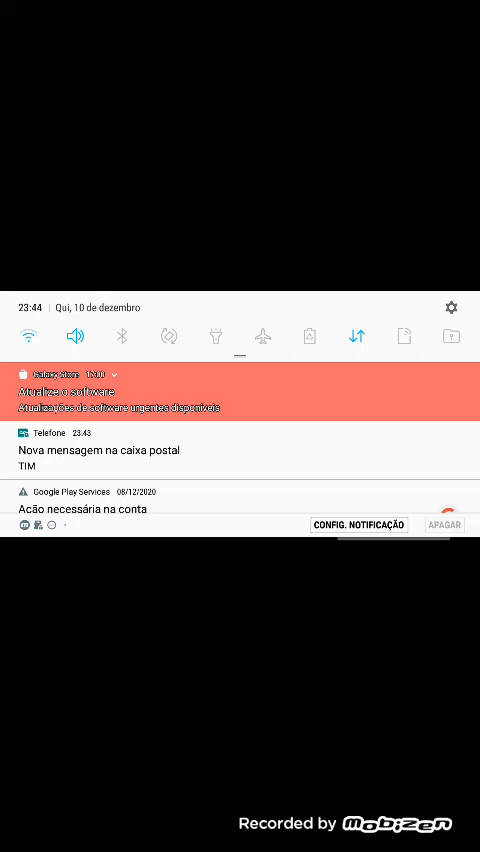 23:44 | Qui, 10 de dezembro
Galaxy Store 17:00
Atualize o software
Atualizações de software urgentes disponíveis
Telefone 23:43
Nova mensagem na caixa postal
TIM
Google Play Services 08/12/2020
Ação necessária na conta
CONFIG. NOTIFICAÇÃO APAGAR
Recorded by Mobizen